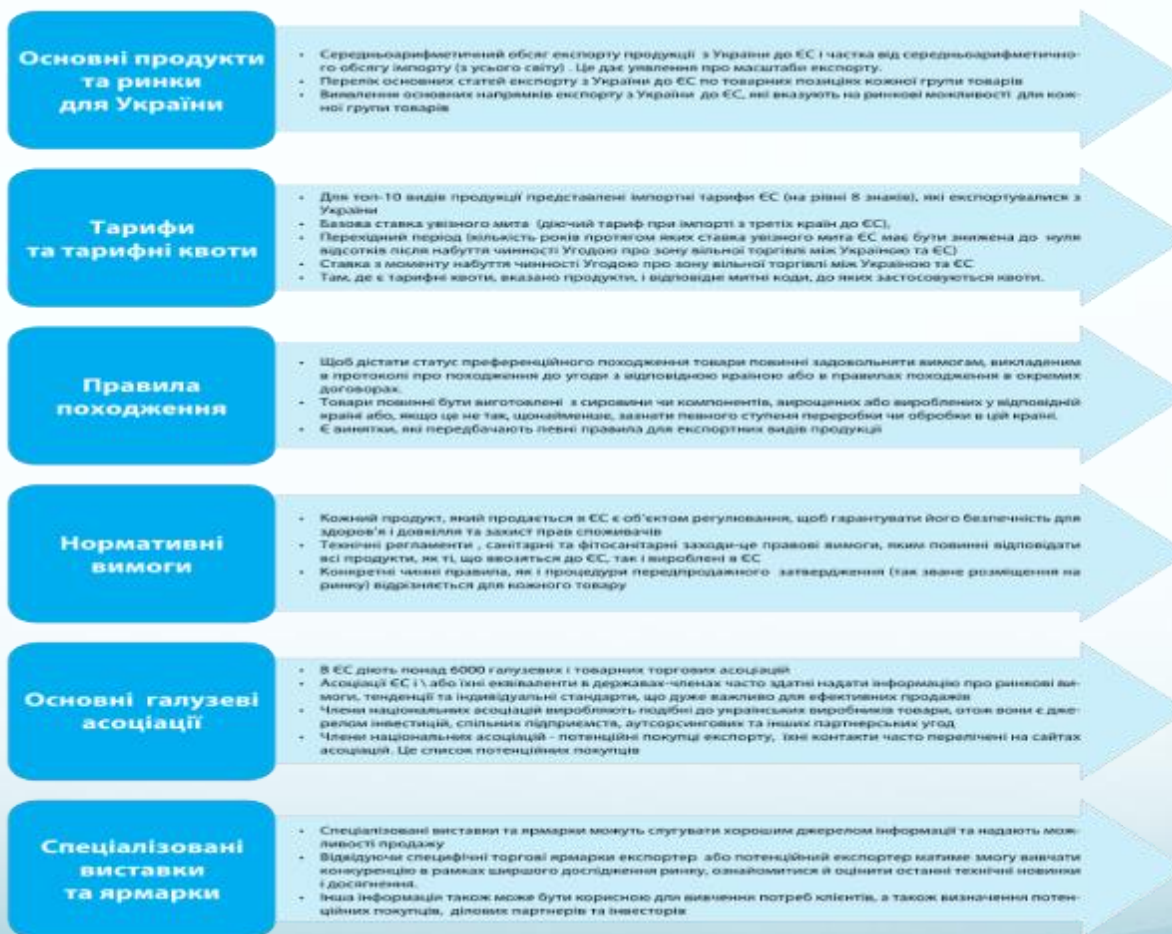 Основні продукти
та ринки
для України
• Середньоарифметичний обсяг експорту продукції з України до ЄС і частка від середньоарифметично-
го обсягу імпорту (з усього світу) . Це дає уявлення про масштаби експорту.
• Перелік основних статей експорту з України до ЄС по товарних позиціях кожної групи товарів
• Виявлення основних напрямків експорту з України до ЄС, які вказують на ринкові можливості для кож-
ної групи товарів
Тарифи
та тарифні квоти
• Для топ-10 видів продукції представлені імпортні тарифи ЄС (на рівні 8 знаків), які експортувалися з
України
• Базова ставка увізного мита (діючий тариф при імпорті з третіх країн до ЄС),
• Перехідний період (кількість років протягом яких ставка увізного мита ЄС має бути знижена до нуля
відсотків після набуття чинності Угодою про зону вільної торгівлі між Україною та ЄС)
• Ставка з моменту набуття чинності Угодою про зону вільної торгівлі між Україною та ЄС
• Там, де є тарифні квоти, вказано продукти, і відповідні митні коди, до яких застосовуються квоти.
Правила
походження
• Щоб дістати статус преференційного походження товари повинні задовольняти вимогам, викладеним
в протоколі про походження до угоди з відповідною країною або в правилах походження в окремих
договорах.
• Товари повинні бути виготовлені з сировини чи компонентів, вирощених або вироблених у відповідній
країні або, якщо це не так, щонайменше, зазнати певного ступеня переробки чи обробки в цій країні.
• Є винятки, які передбачають певні правила для експортних видів продукції
Нормативні
вимоги
• Кожний продукт, який продається в ЄС є об'єктом регулювання, щоб гарантувати його безпечність для
здоров'я і довкілля та захист прав споживачів
• Технічні регламенти , санітарні та фітосанітарні заходи-це правові вимоги, яким повинні відповідати
всі продукти, як ті, що ввозяться до ЄС, так і вироблені в ЄС
• Конкретні чинні правила, як і процедури передпродажного затвердження (так зване розміщення на
ринку) відрізняється для кожного товару
Основні галузеві
асоціації
• В ЄС діють понад 6000 галузевих і товарних торгових асоціацій
• Асоціації ЄС і \ або їхні еквіваленти в державах-членах часто здатні надати інформацію про ринкові ви-
моги, тенденції та індивідуальні стандарти, що дуже важливо для ефективних продажів
• Члени національних асоціацій виробляють подібні до українських виробників товари, отож вони є дже-
релом інвестицій, спільних підприємств, аутсорсингових та інших партнерських угод
• Члени національних асоціацій - потенційні покупці експорту, їхні контакти часто перелічені на сайтах
асоціацій. Це список потенційних покупців
Спеціалізовані
виставки
та ярмарки
• Спеціалізовані виставки та ярмарки можуть слугувати хорошим джерелом інформації та надають мож-
ливості продажу
• Відвідуючи специфічні торгові ярмарки експортер або потенційний експортер матиме змогу вивчати
конкуренцію в рамках ширшого дослідження ринку, ознайомитися й оцінити останні технічні новинки
і досягнення.
• Інша інформація також може бути корисною для вивчення потреб клієнтів, а також визначення потен-
ційних покупців, ділових партнерів та інвесторів